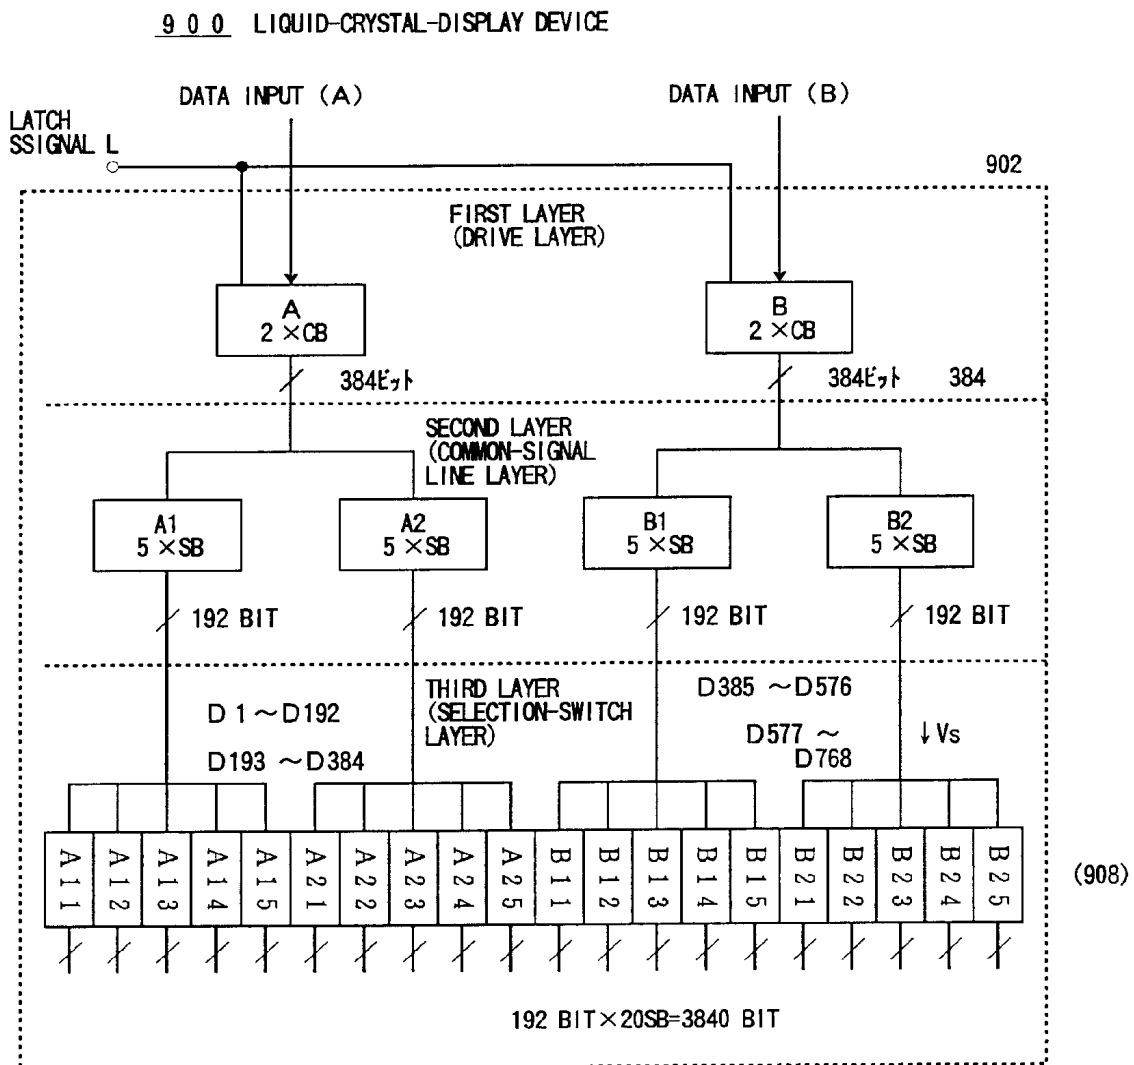 900 LIQUID-CRYSTAL-DISPLAY DEVICE
DATA INPUT (A)
DATA INPUT (B)
LATCH
SSIGNAL L
902
FIRST LAYER
(DRIVE LAYER)
A
2 ×CB
B
2 ×CB
384ビット
384ビット
384
SECOND LAYER
(COMMON-SIGNAL
LINE LAYER)
A1
5 ×SB
A2
5 ×SB
B1
5 ×SB
B2
5 ×SB
192 BIT
192 BIT
192 BIT
192 BIT
THIRD LAYER
(SELECTION-SWITCH
LAYER)
D1 ~D192
D193 ~D384
D385 ~D576
D577 ~
D768
↓Vs
A11
A12
A13
A14
A15
A21
A22
A23
A24
A25
B11
B12
B13
B14
B15
B21
B22
B23
B24
B25
(908)
192 BIT×20SB=3840 BIT